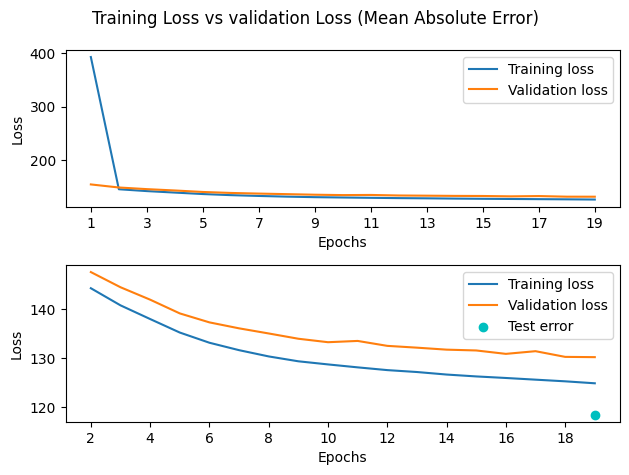 Training Loss vs validation Loss (Mean Absolute Error)
400
300
200
Loss
Training loss
Validation loss
1 3 5 7 9 11 13 15 17 19
Epochs
140
130
120
Loss
Training loss
Validation loss
Test error
2 4 6 8 10 12 14 16 18
Epochs